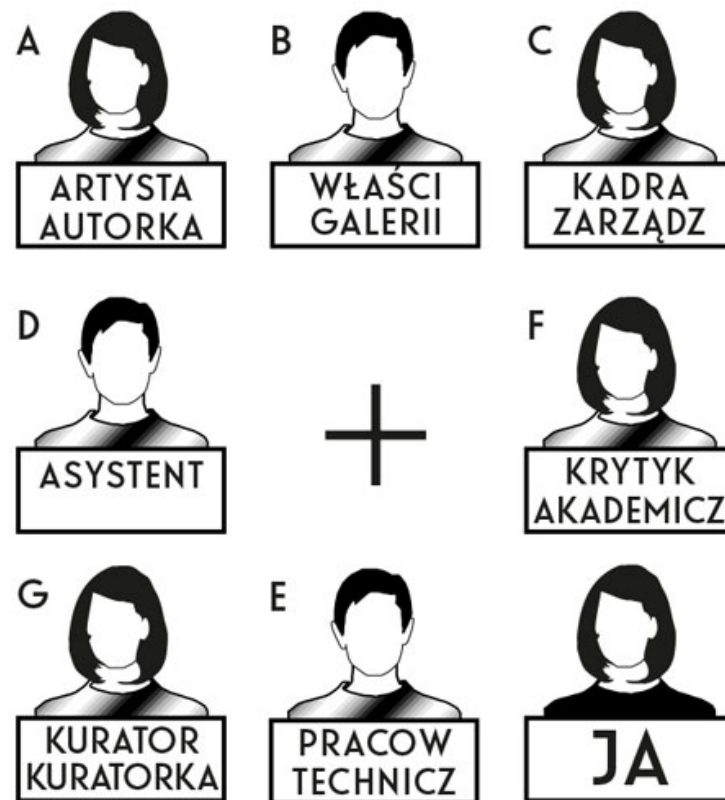 A
ARTYSTA
AUTORKA
B
WŁAŚCI
GALERII
C
KADRA
ZARZĄDZ
D
ASYSTENT
F
KRYTYK
AKADEMICZ
G
KURATOR
KURATORKA
E
PRACOW
TECHNICZ
JA